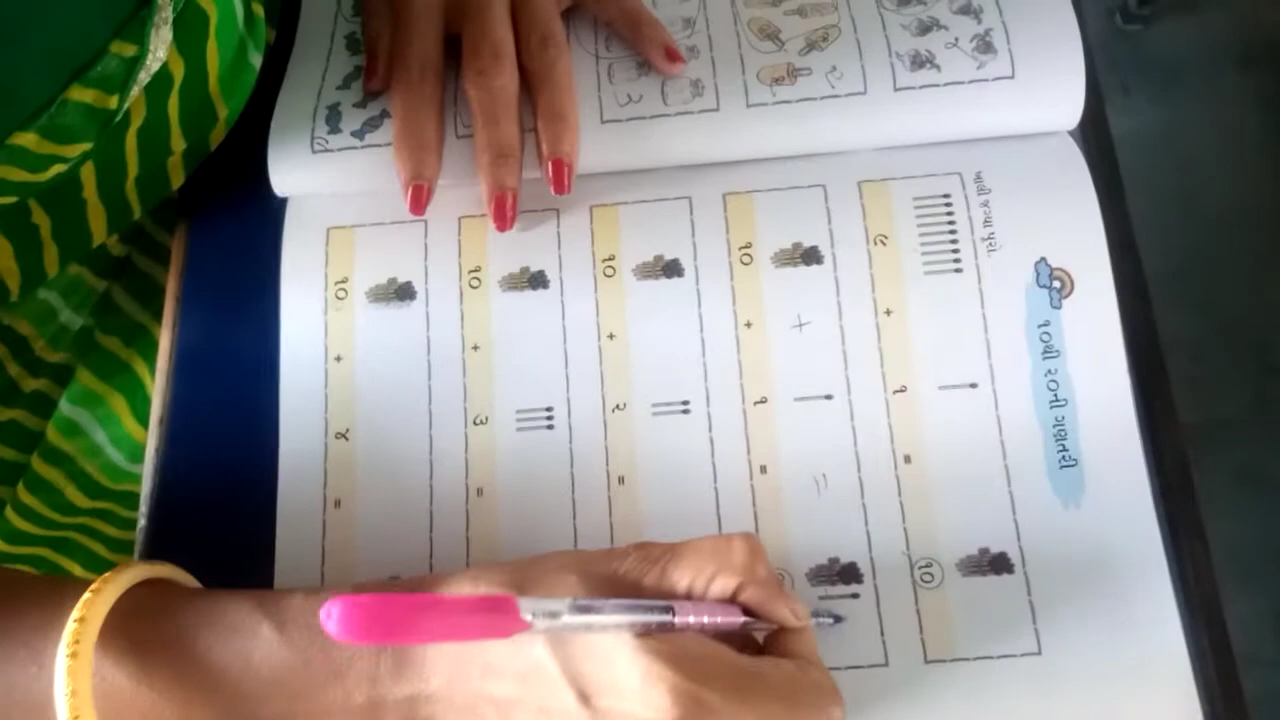 ૧૦થી ૨૦ની ગણતરી
ખાલી જગ્યા પૂરો.
૯ + ૧ = ૧૦
+ =
૧૦ + ૧ =
૧૦ + ૨ =
૧૦ + ૩ =
૧૦ + ૪ =